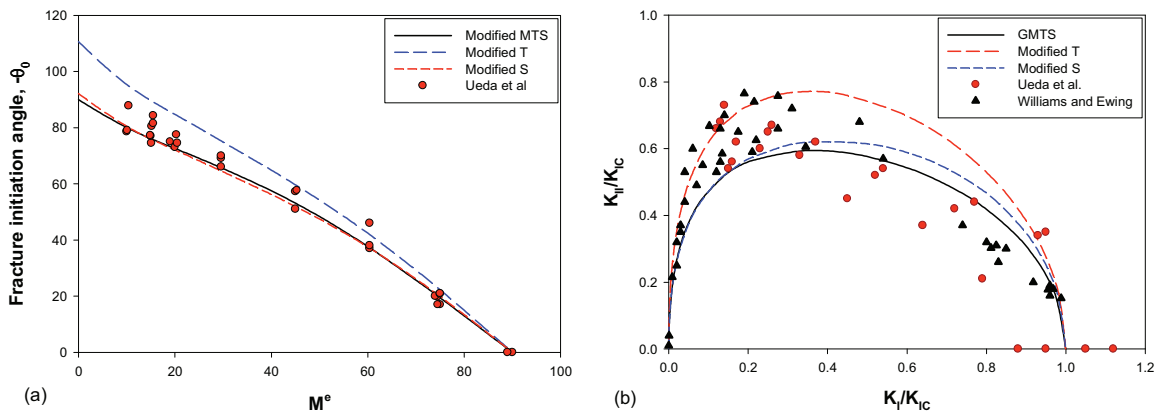 120
100
80
60
40
20
0
0 20 40 60 80 100
Fracture initiation angle, -θ0
M^e
Modified MTS
Modified T
Modified S
Ueda et al
(a)
1.0
0.8
0.6
0.4
0.2
0.0
0.0 0.2 0.4 0.6 0.8 1.0 1.2
KII/KIC
KI/KIC
GMTS
Modified T
Modified S
Ueda et al.
Williams and Ewing
(b)